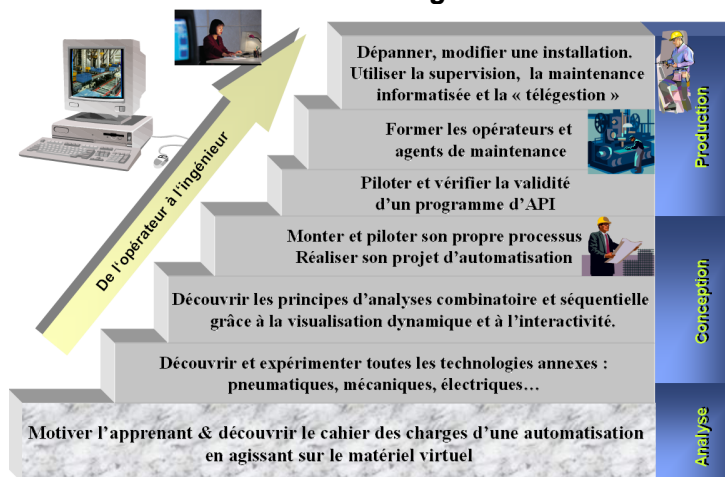 Dépanner, modifier une installation.
Utiliser la supervision, la maintenance
informatisée et la « télégestion »
Former les opérateurs et
agents de maintenance
Piloter et vérifier la validité
d'un programme d'API
Monter et piloter son propre processus
Réaliser son projet d'automatisation
Découvrir les principes d'analyses combinatoire et séquentielle
grâce à la visualisation dynamique et à l'interactivité.
Découvrir et expérimenter toutes les technologies annexes :
pneumatiques, mécaniques, électriques…
Motiver l'apprenant & découvrir le cahier des charges d'une automatisation
en agissant sur le matériel virtuel
De l'opérateur à l'ingénieur
Production
Conception
Analyse